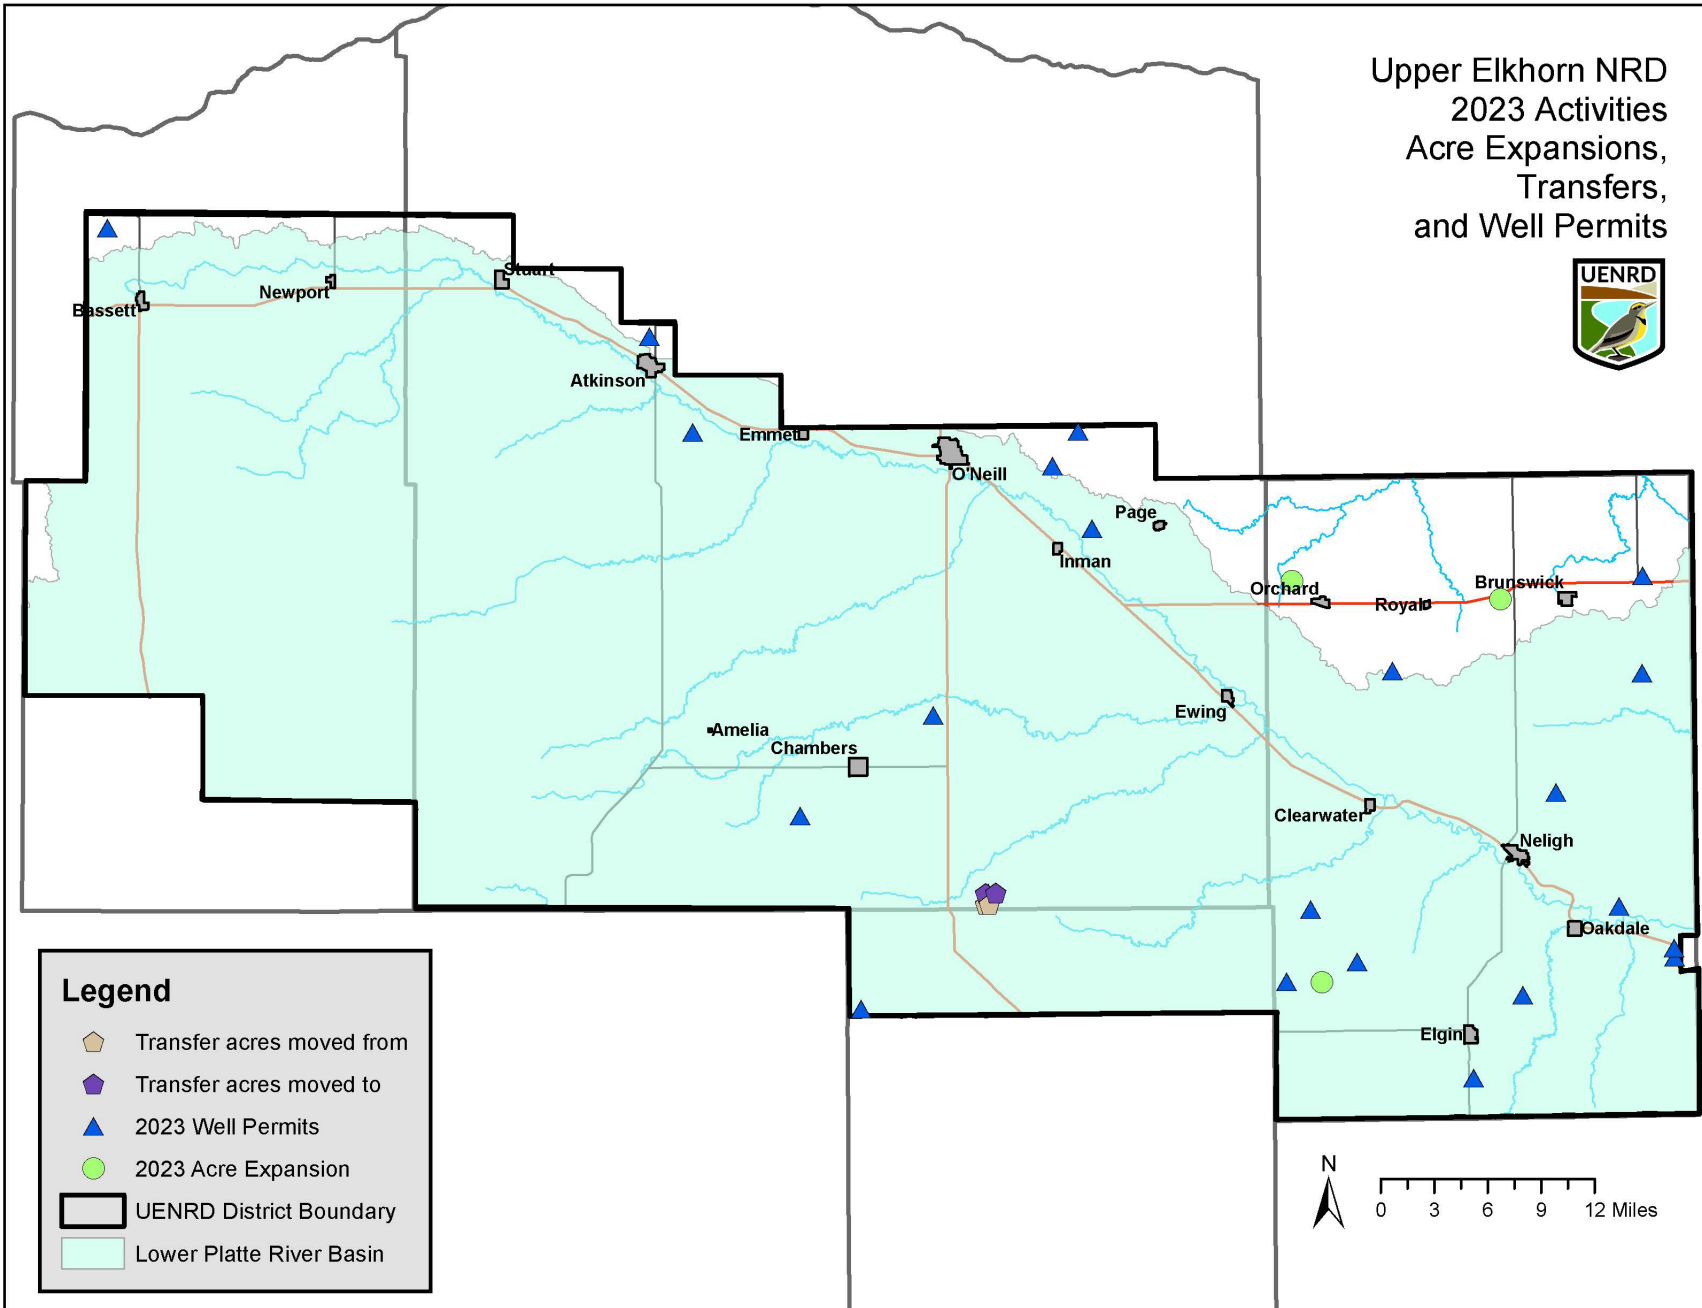 Upper Elkhorn NRD
2023 Activities
Acre Expansions,
Transfers,
and Well Permits
UENRD
Stuart
Newport
Bassett
Atkinson
Emmet
O'Neill
Page
Inman
Orchard
Brunswick
Royal
Ewing
Amelia
Chambers
Clearwater
Neligh
Oakdale
Elgin
Legend
Transfer acres moved from
Transfer acres moved to
2023 Well Permits
2023 Acre Expansion
UENRD District Boundary
Lower Platte River Basin
N
0 3 6 9 12 Miles